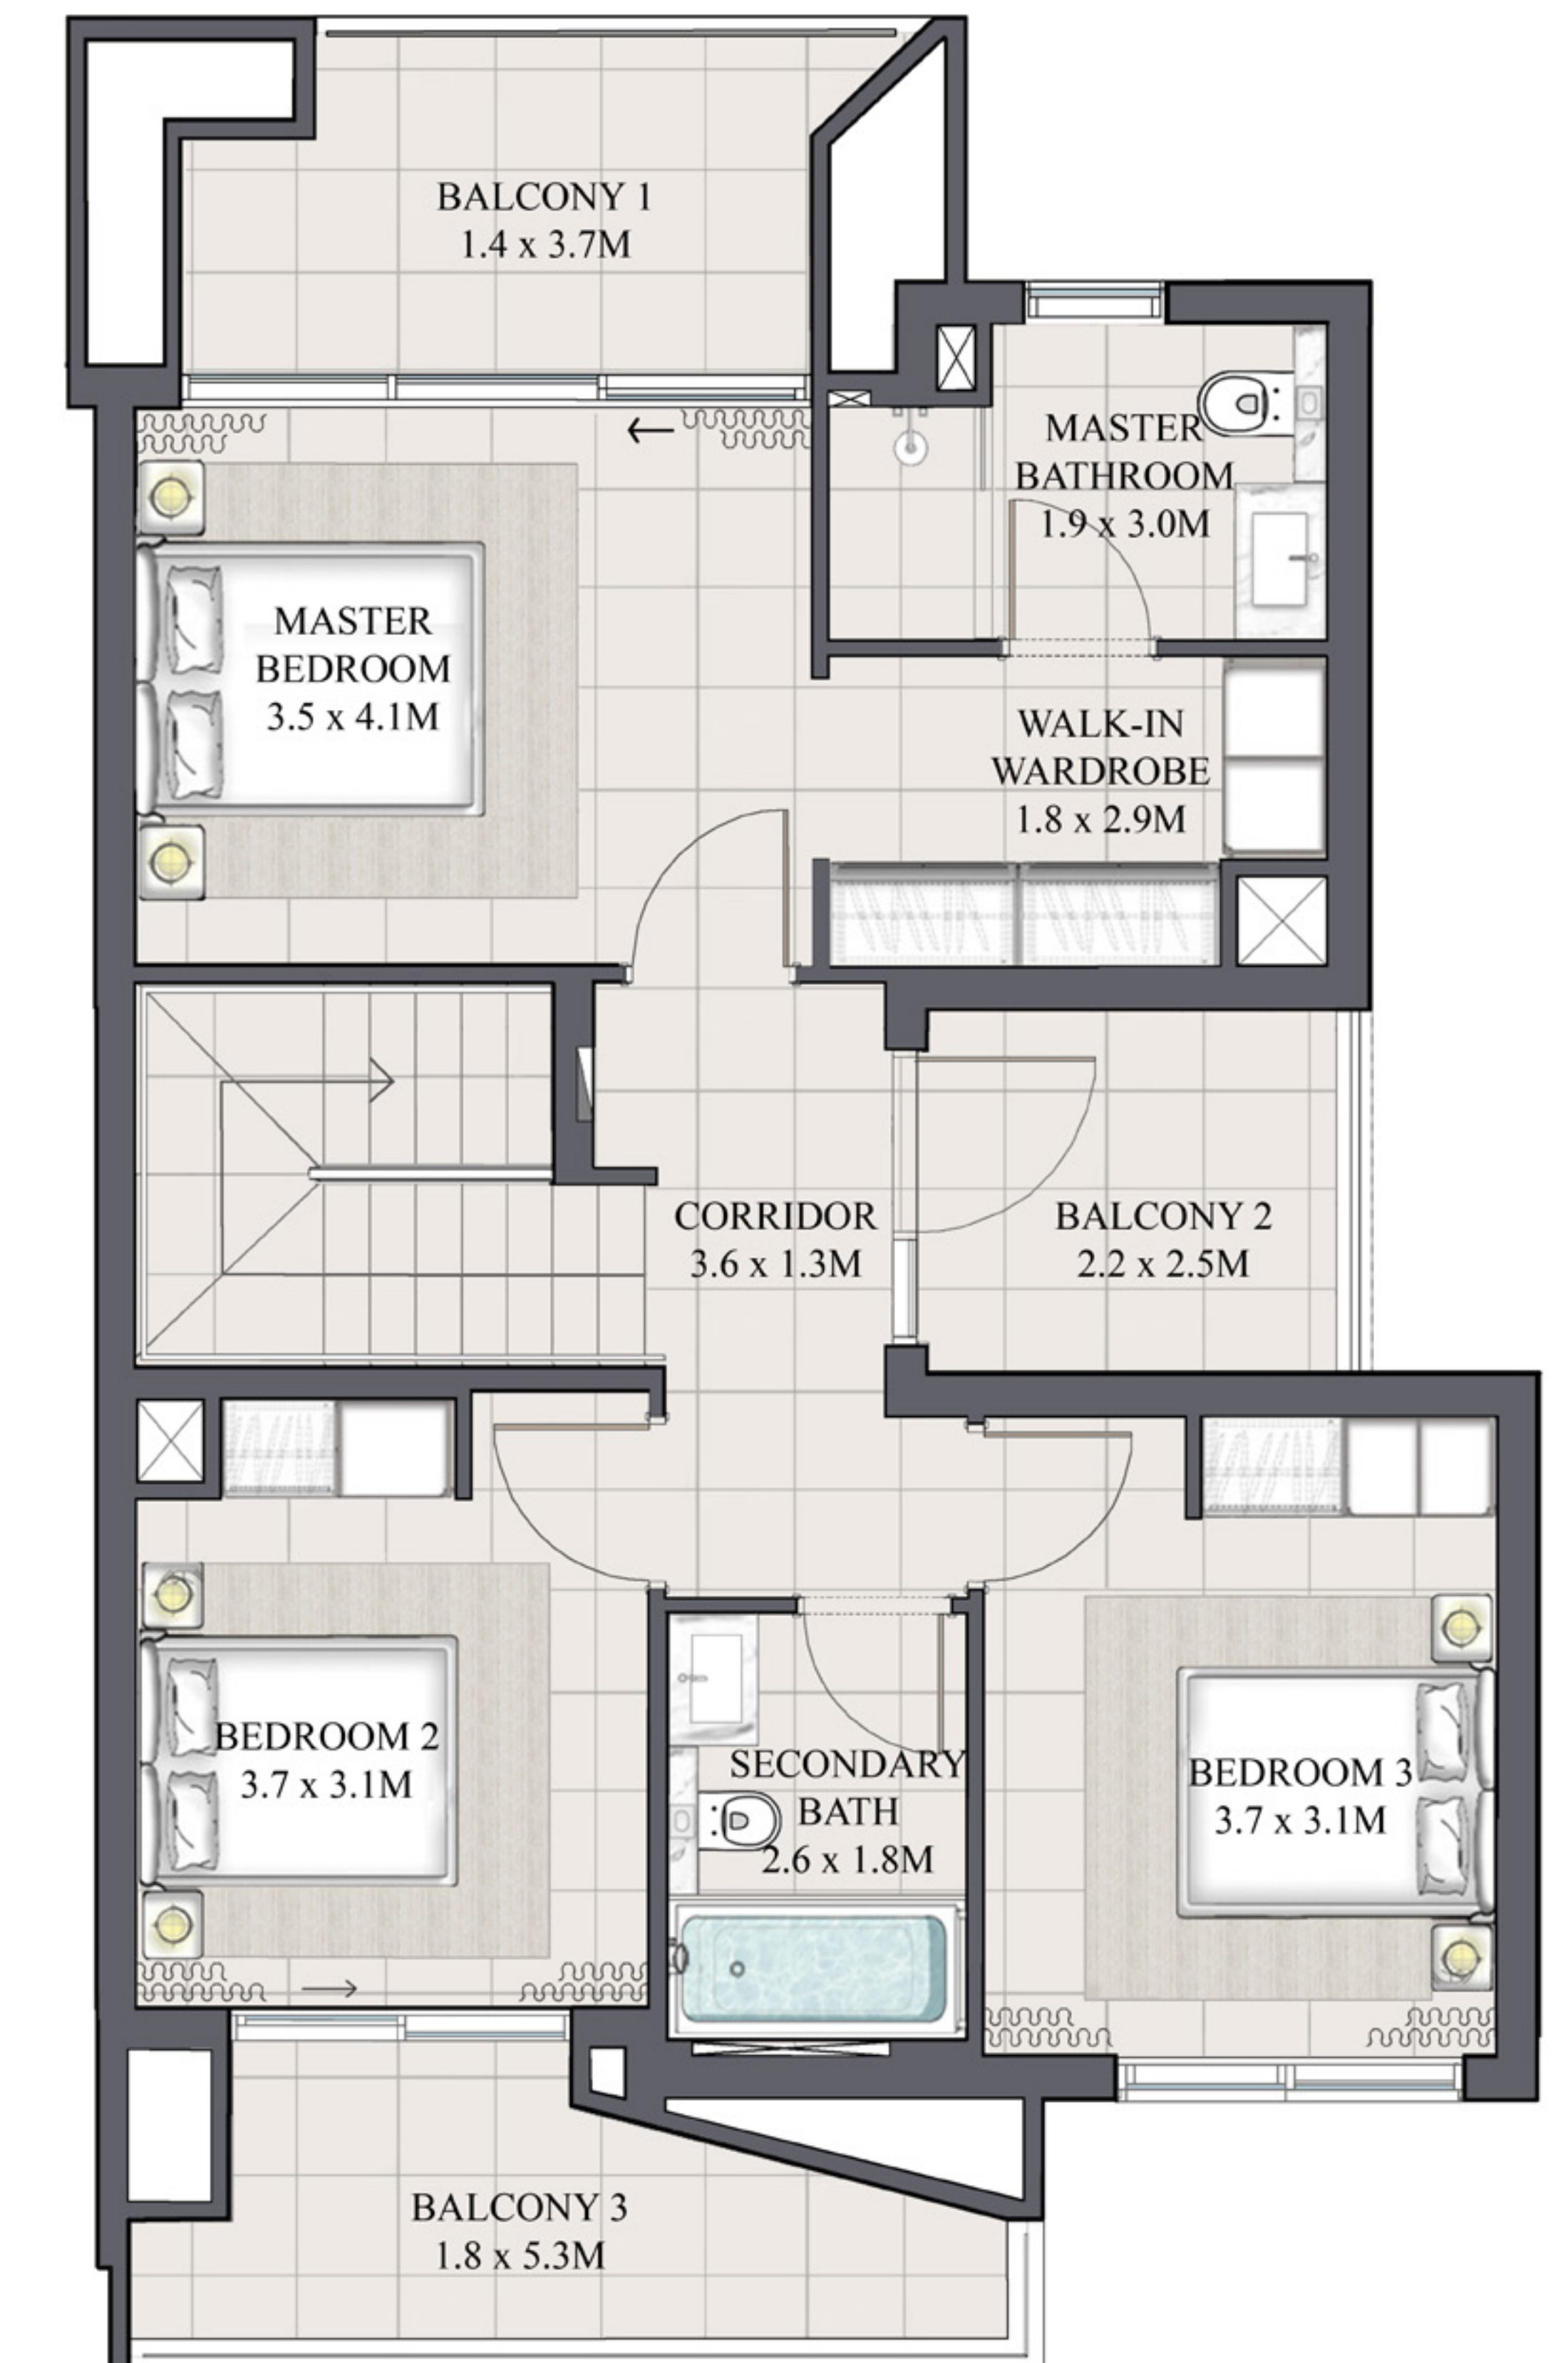 BALCONY 1
1.4 x 3.7M
MASTER
BATHROOM
1.9 x 3.0M
MASTER
BEDROOM
3.5 x 4.1M
WALK-IN
WARDROBE
1.8 x 2.9M
CORRIDOR
3.6 x 1.3M
BALCONY 2
2.2 x 2.5M
BEDROOM 2
3.7 x 3.1M
SECONDARY
BATH
2.6 x 1.8M
BEDROOM 3
3.7 x 3.1M
BALCONY 3
1.8 x 5.3M